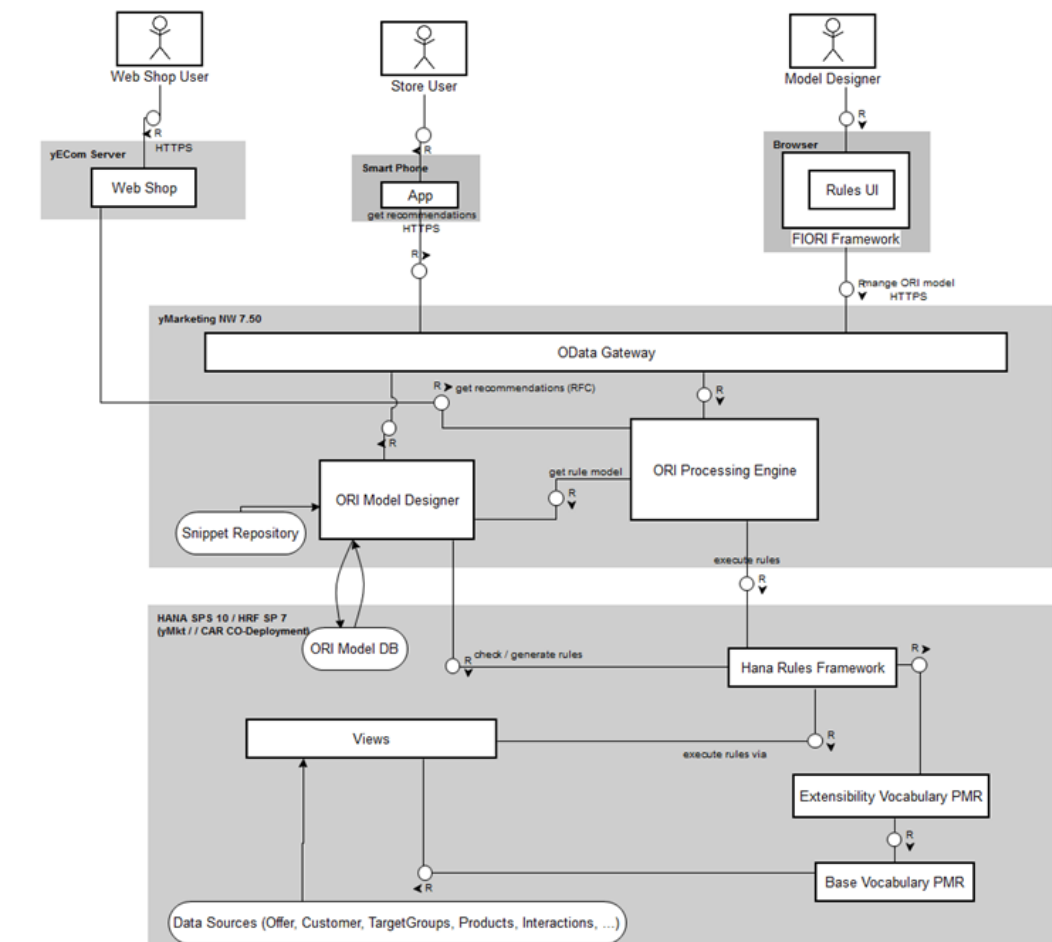 Web Shop User
Store User
Model Designer
R
HTTPS
R
R
yECom Server
Web Shop
Smart Phone
App
get recommendations
HTTPS
R
Browser
Rules UI
FIORI Framework
R
mange ORI model
HTTPS
yMarketing NW 7.50
OData Gateway
R
get recommendations (RFC)
R
R
ORI Model Designer
get rule model
R
ORI Processing Engine
Snippet Repository
execute rules
R
HANA SPS 10 / HRF SP 7
(yMkt / / CAR CO-Deployment)
ORI Model DB
R
check / generate rules
Hana Rules Framework
R
Views
execute rules via
R
Extensibility Vocabulary PMR
R
Base Vocabulary PMR
R
Data Sources (Offer, Customer, TargetGroups, Products, Interactions, ...)